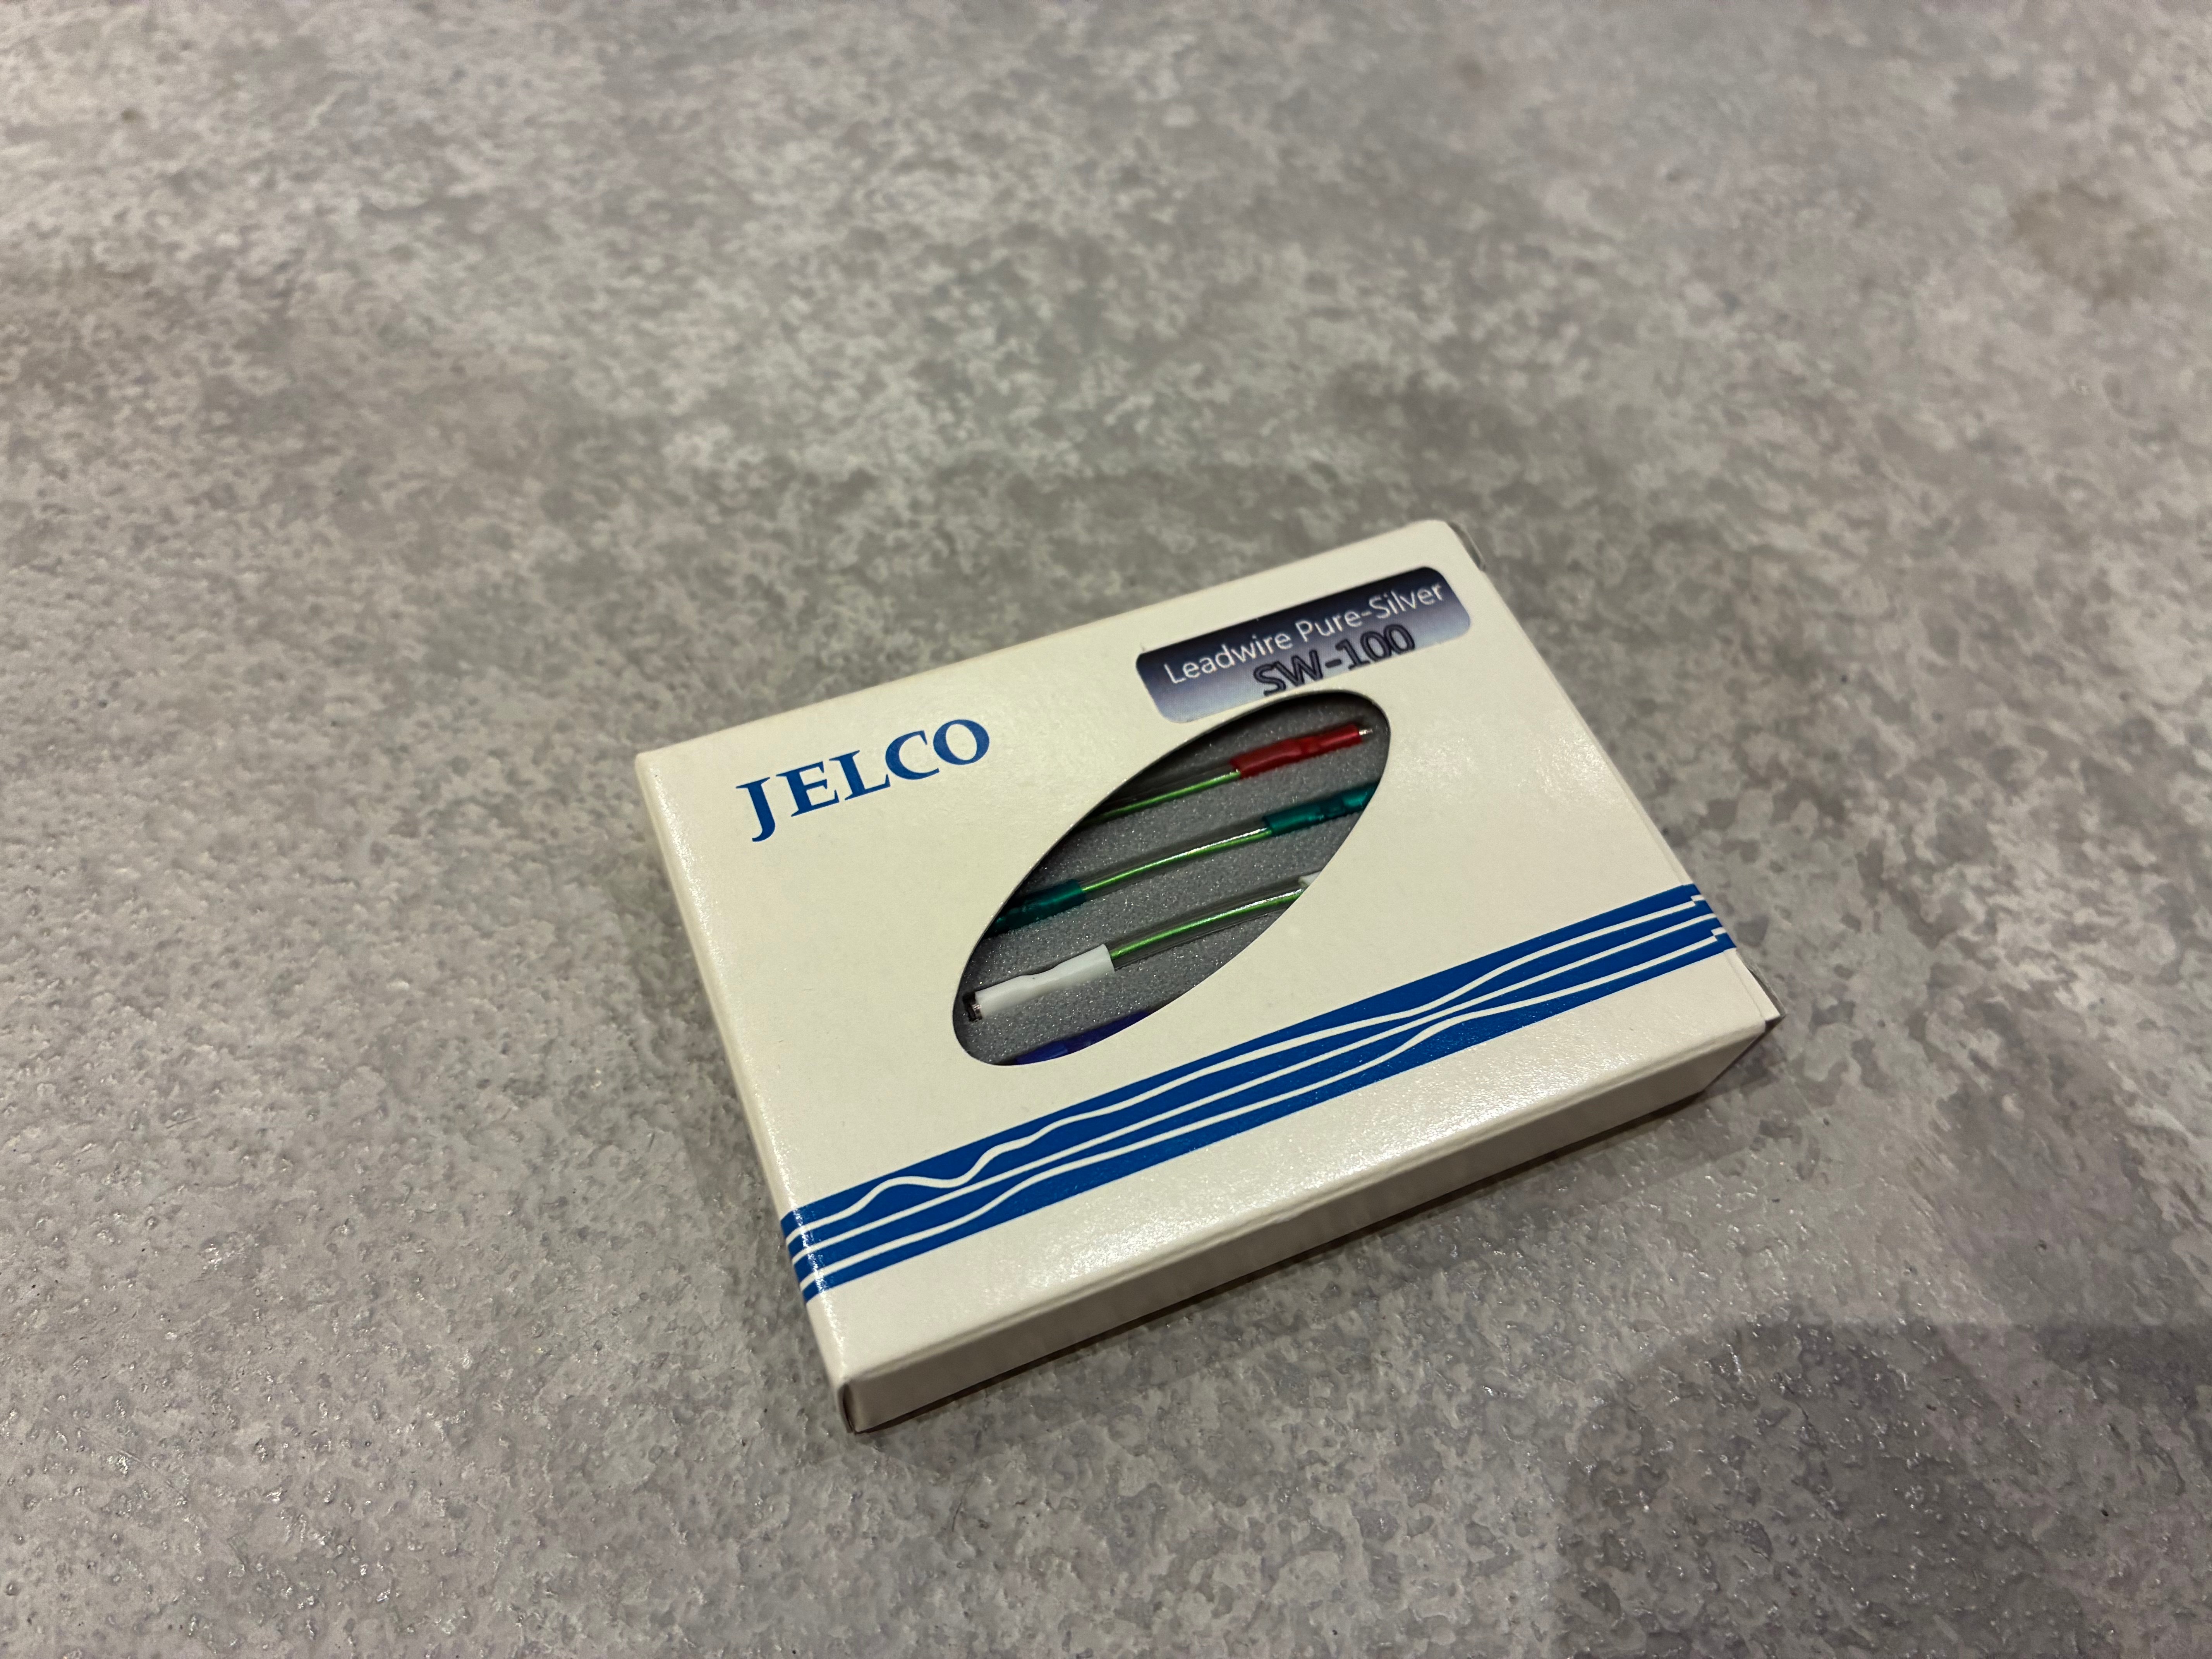 JELCO
Leadwire Pure-Silver
SW-100